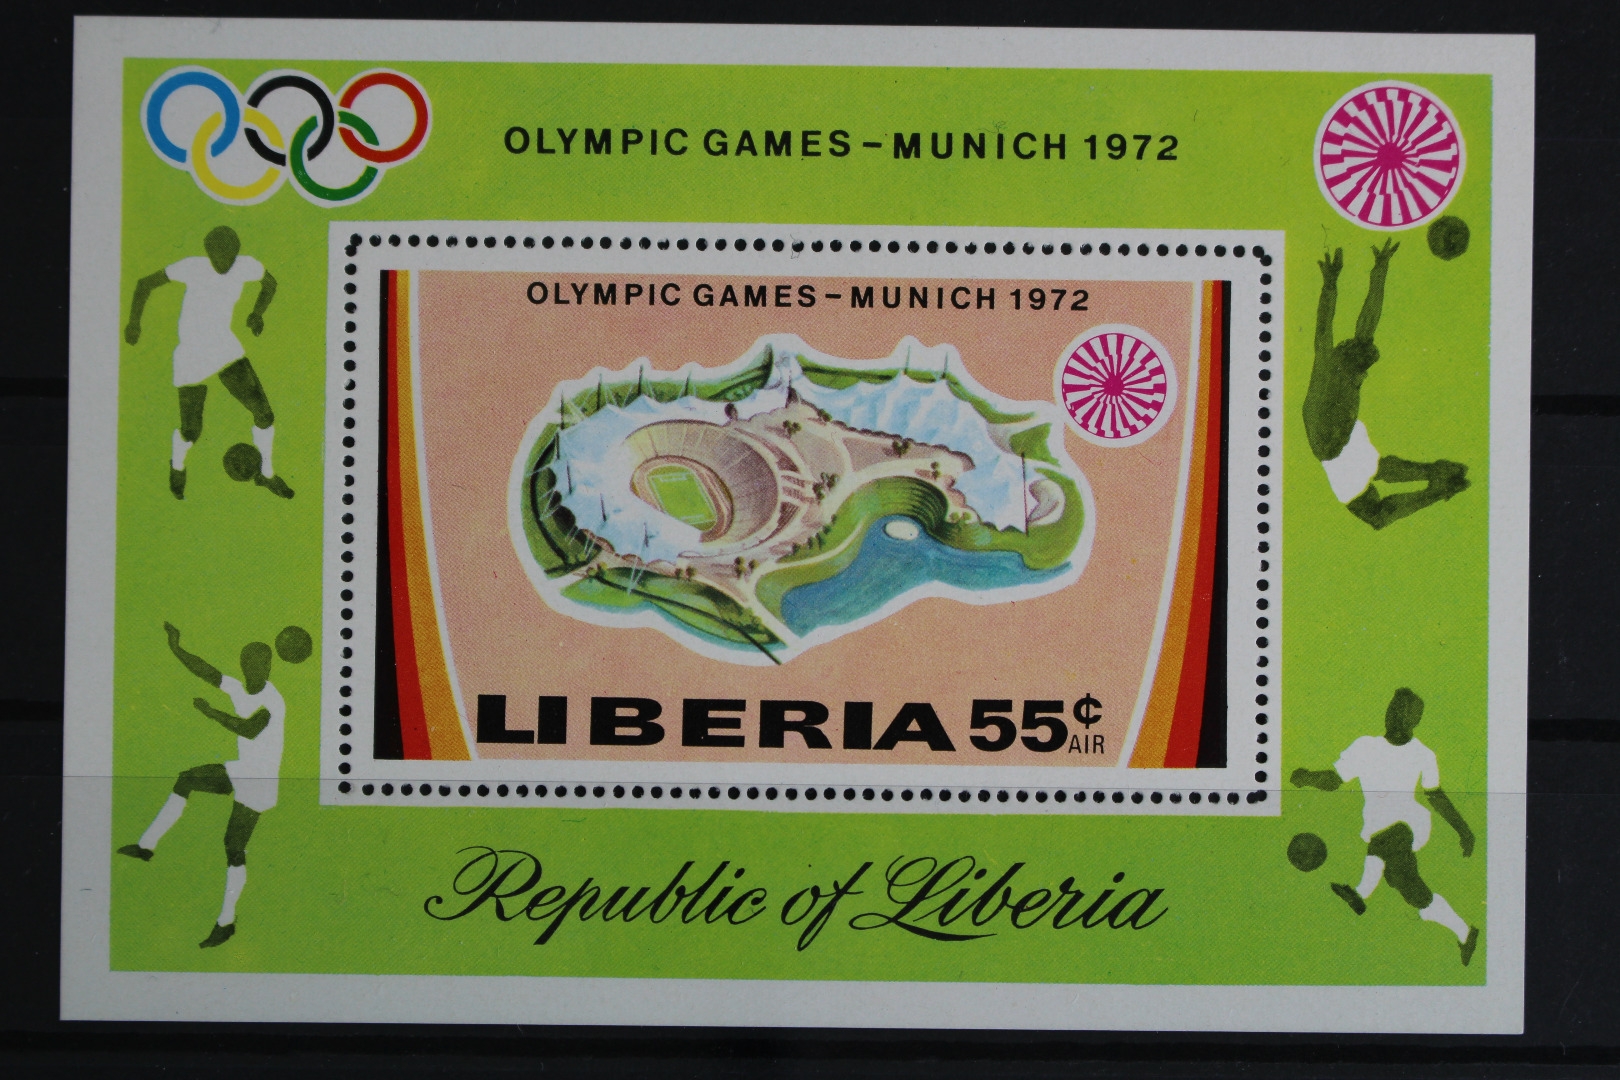 OLYMPIC GAMES – MUNICH 1972
OLYMPIC GAMES – MUNICH 1972
LIBERIA 55¢
AIR
Republic of Liberia